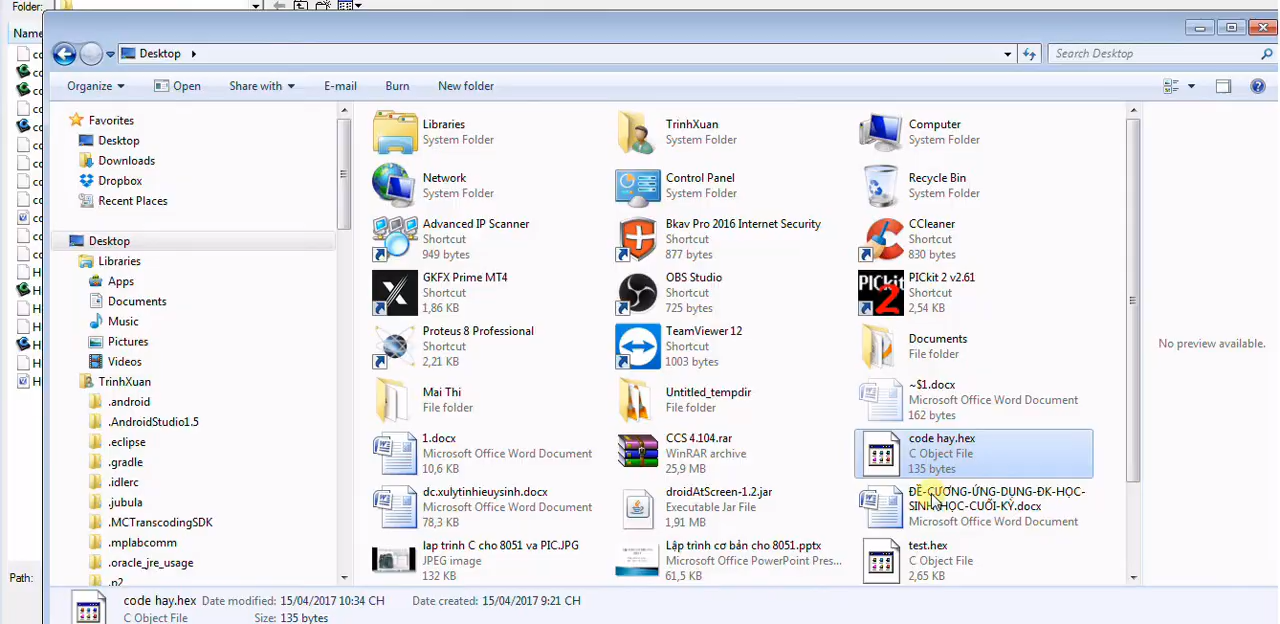 Folder:
Name
Desktop
Search Desktop
Organize
Open
Share with
E-mail
Burn
New folder
Favorites
Desktop
Downloads
Dropbox
Recent Places
Desktop
Libraries
Apps
Documents
Music
Pictures
Videos
TrinhXuan
.android
.AndroidStudio1.5
.eclipse
.gradle
.idlerc
.jubula
.MCTranscodingSDK
.mplabcomm
.oracle_jre_usage
Libraries
System Folder
TrinhXuan
System Folder
Computer
System Folder
Network
System Folder
Control Panel
System Folder
Recycle Bin
System Folder
Advanced IP Scanner
Shortcut
949 bytes
Bkav Pro 2016 Internet Security
Shortcut
877 bytes
CCleaner
Shortcut
830 bytes
GKFX Prime MT4
Shortcut
1,86 KB
OBS Studio
Shortcut
725 bytes
PICkit 2
PICkit 2 v2.61
Shortcut
2,54 KB
Proteus 8 Professional
Shortcut
2,21 KB
TeamViewer 12
Shortcut
1003 bytes
Documents
File folder
Mai Thi
File folder
Untitled_tempdir
File folder
~$1.docx
Microsoft Office Word Document
162 bytes
1.docx
Microsoft Office Word Document
10,6 KB
CCS 4.104.rar
WinRAR archive
25,9 MB
code hay.hex
C Object File
135 bytes
dc.xulytinhieuysinh.docx
Microsoft Office Word Document
78,3 KB
droidAtScreen-1.2.jar
Executable Jar File
1,91 MB
ĐỀ-CƯƠNG-ỨNG-DỤNG-ĐK-HỌC-
SINH-HỌC-CUỐI-KỲ.docx
Microsoft Office Word Document
lap trinh C cho 8051 va PIC.JPG
JPEG image
132 KB
Lập trình cơ bản cho 8051.pptx
Microsoft Office PowerPoint Pres...
61,5 KB
test.hex
C Object File
2,65 KB
No preview available.
Path:
code hay.hex Date modified: 15/04/2017 10:34 CH Date created: 15/04/2017 9:21 CH
C Object File Size: 135 bytes